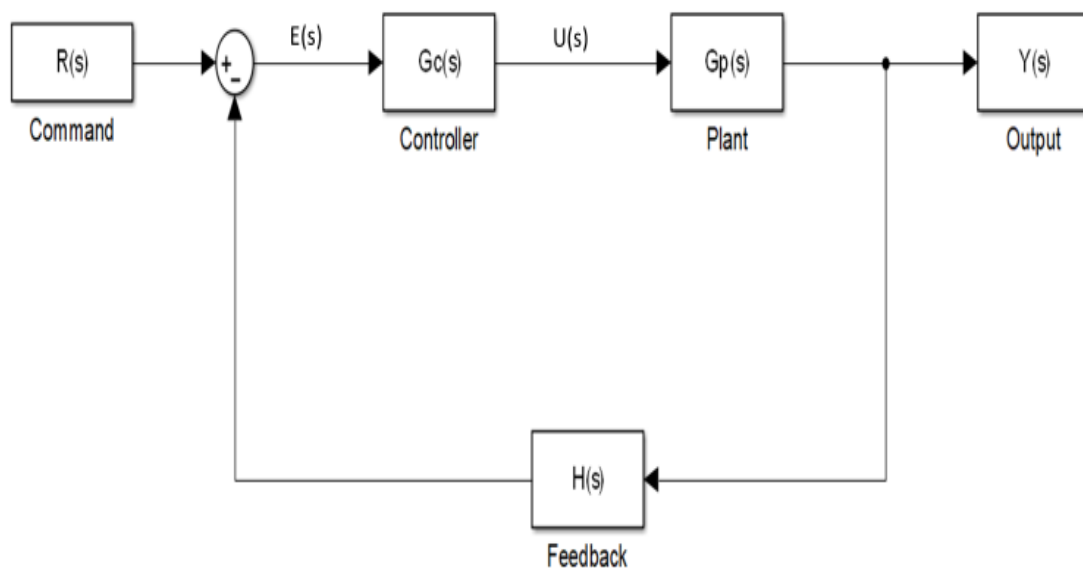 E(s)
U(s)
R(s)
+
−
Gc(s)
Gp(s)
Y(s)
Command
Controller
Plant
Output
H(s)
Feedback